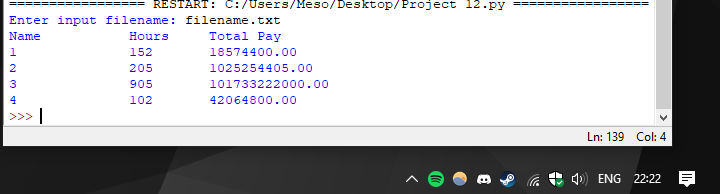 ================= RESTART: C:/Users/Meso/Desktop/Project 12.py =================
Enter input filename: filename.txt
Name Hours Total Pay
1 152 18574400.00
2 205 1025254405.00
3 905 101733222000.00
4 102 42064800.00
>>>
Ln: 139 Col: 4
ENG 22:22